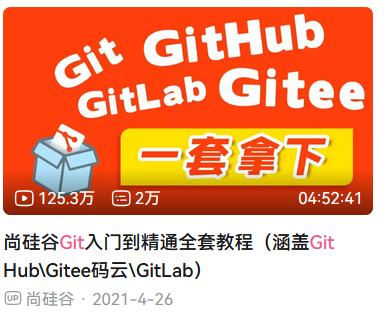 Git GitHub
GitLab Gitee
一套拿下
125.3万 2万 04:52:41
尚硅谷Git入门到精通全套教程（涵盖Git
Hub\Gitee码云\GitLab）
UP 尚硅谷 · 2021-4-26